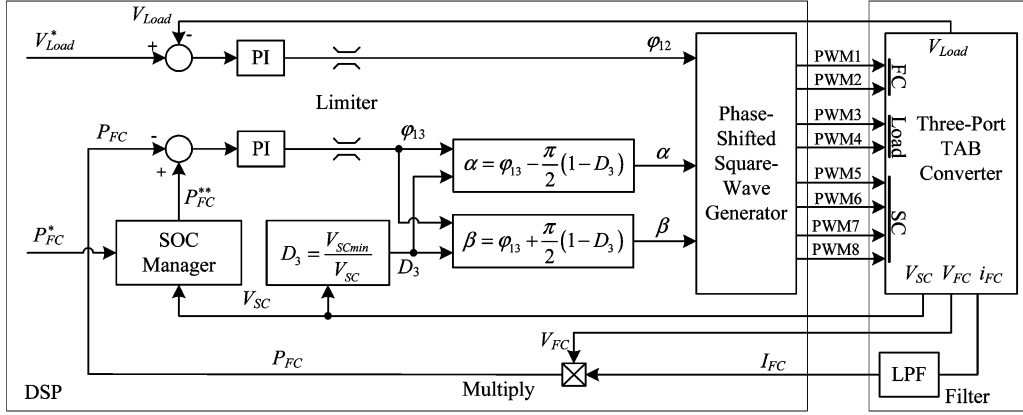 V_Load
V*_Load
+
-
PI
φ12
Limiter
P_FC
-
+
PI
φ13
P**_FC
P*_FC
SOC
Manager
D3 = V_SCmin / V_SC
D3
V_SC
α = φ13 − π/2 (1−D3)
α
β = φ13 + π/2 (1−D3)
β
Phase-
Shifted
Square-
Wave
Generator
PWM1
PWM2
PWM3
PWM4
PWM5
PWM6
PWM7
PWM8
V_Load
FC
Load
SC
Three-Port
TAB
Converter
V_SC V_FC i_FC
V_FC
P_FC
Multiply
I_FC
LPF
DSP
Filter